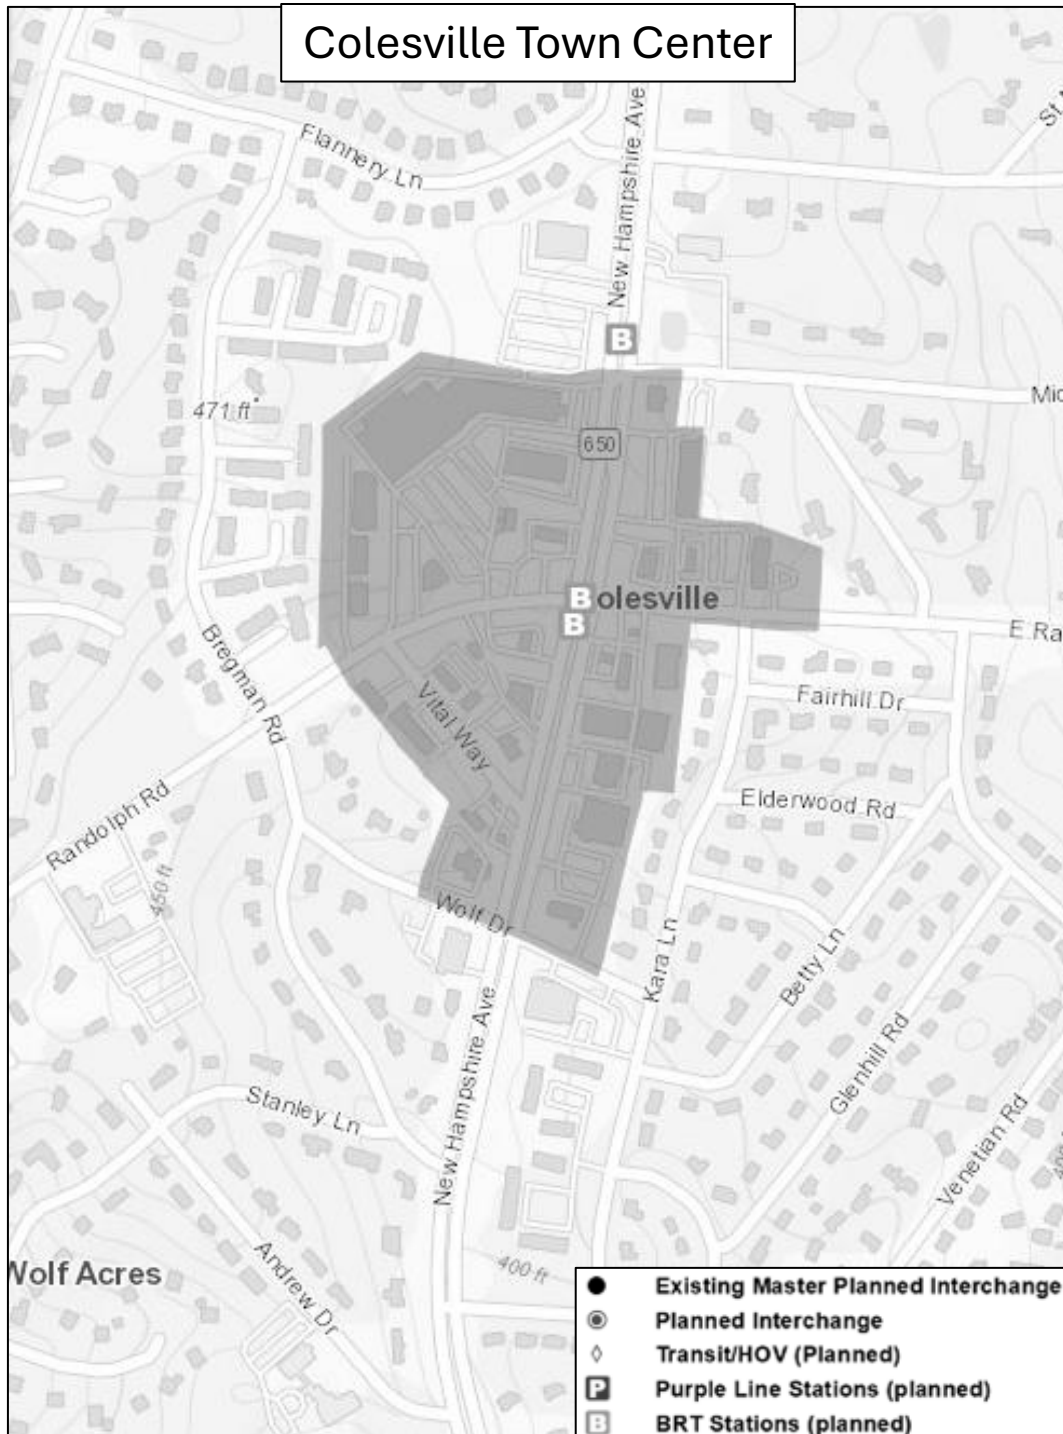 Colesville Town Center
New Hampshire Ave
St
Flannery Ln
B
471 ft
Mic
650
B olesville
B
E Ra
Bregman Rd
Vital Way
Fairhill Dr
Elderwood Rd
Randolph Rd
450 ft
Wolf Dr
Kara Ln
Betty Ln
New Hampshire Ave
Glenhill Rd
Stanley Ln
Venetian Rd
Wolf Acres
Andrew Dr
400 ft
Existing Master Planned Interchange
Planned Interchange
Transit/HOV (Planned)
P Purple Line Stations (planned)
B BRT Stations (planned)